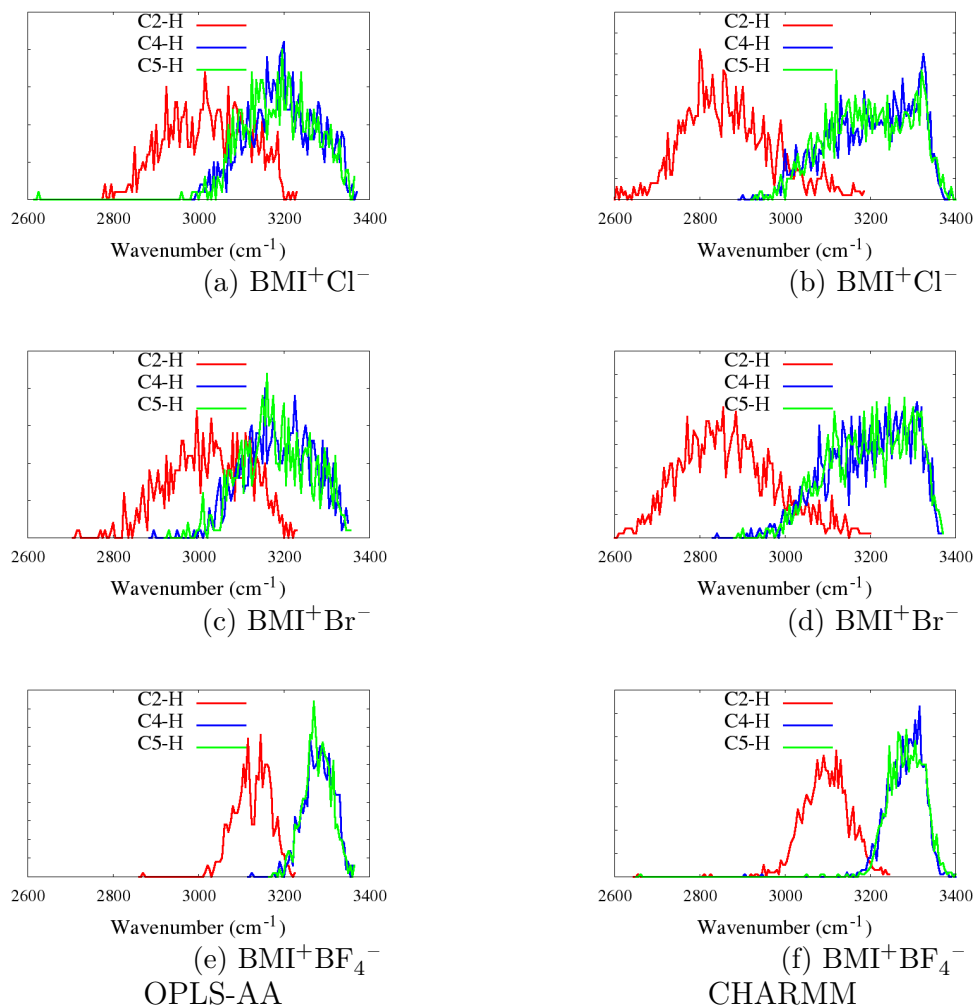 C2-H
C4-H
C5-H
2600 2800 3000 3200 3400
Wavenumber (cm⁻¹)
(a) BMI⁺Cl⁻
C2-H
C4-H
C5-H
2600 2800 3000 3200 3400
Wavenumber (cm⁻¹)
(b) BMI⁺Cl⁻
C2-H
C4-H
C5-H
2600 2800 3000 3200 3400
Wavenumber (cm⁻¹)
(c) BMI⁺Br⁻
C2-H
C4-H
C5-H
2600 2800 3000 3200 3400
Wavenumber (cm⁻¹)
(d) BMI⁺Br⁻
C2-H
C4-H
C5-H
2600 2800 3000 3200 3400
Wavenumber (cm⁻¹)
(e) BMI⁺BF₄⁻
C2-H
C4-H
C5-H
2600 2800 3000 3200 3400
Wavenumber (cm⁻¹)
(f) BMI⁺BF₄⁻
OPLS-AA
CHARMM